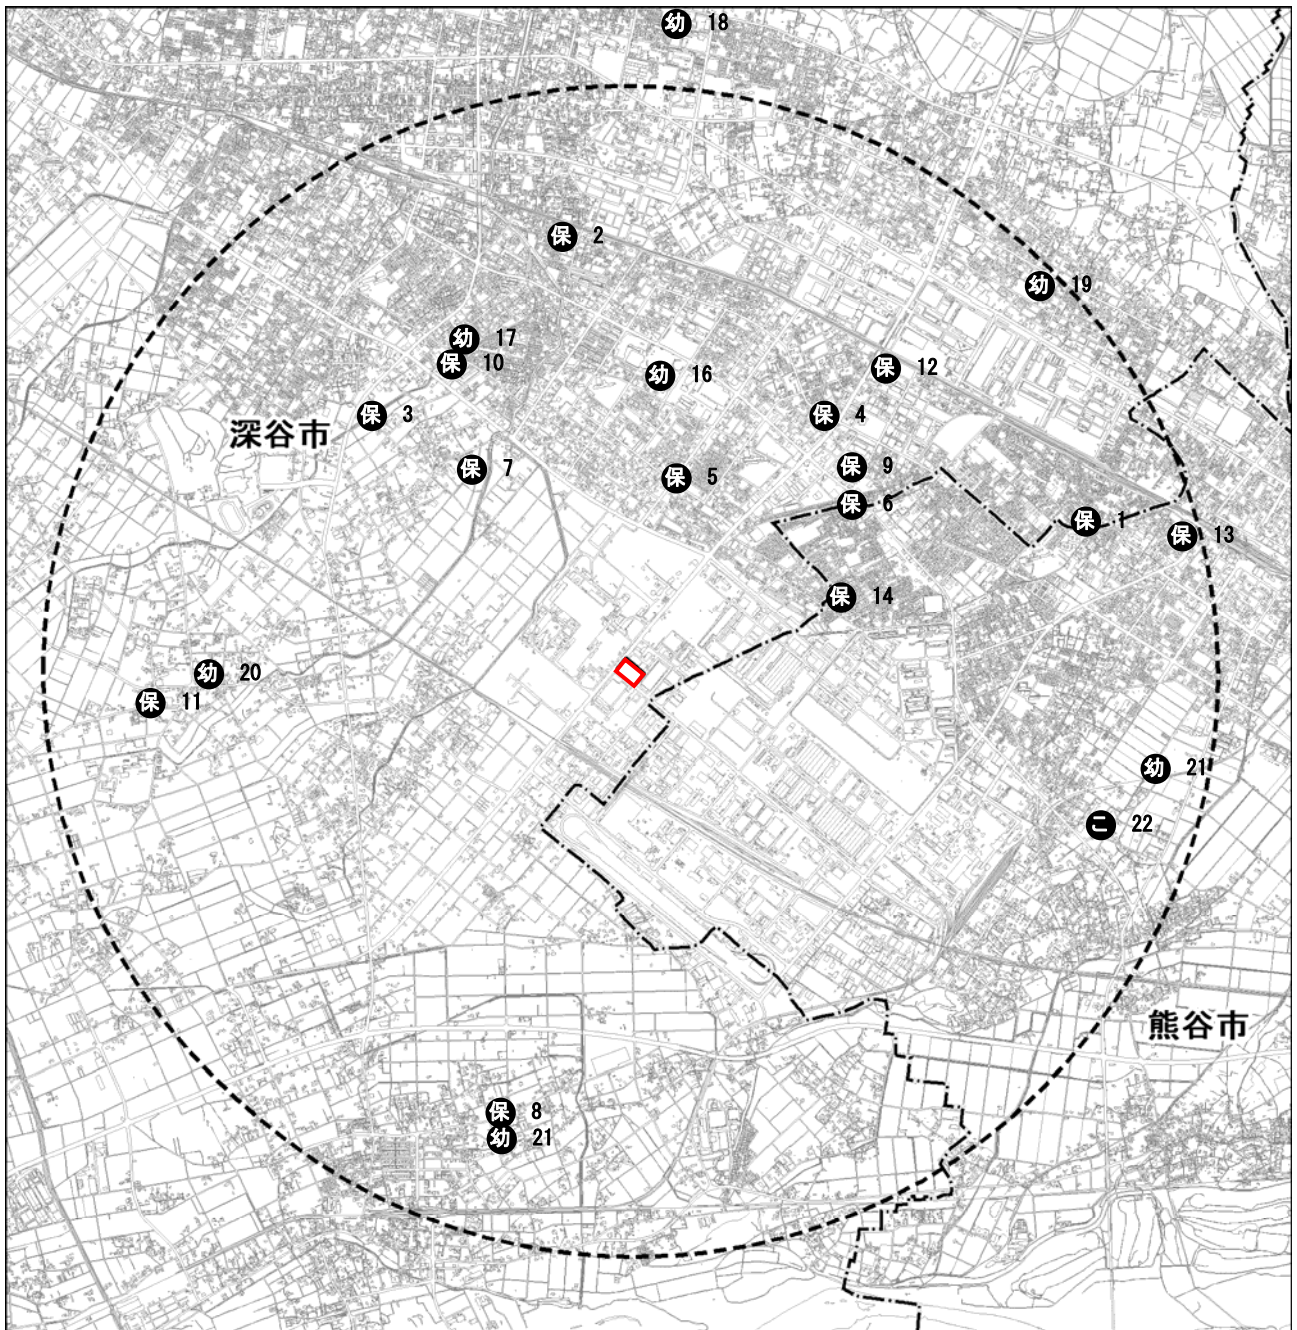 幼 18
保 2
幼 19
幼 17
保 10
幼 16
保 12
保 3
保 4
深谷市
保 7
保 9
保 5
保 6
保 1
保 13
保 14
幼 20
保 11
幼 21
こ 22
熊谷市
保 8
幼 21